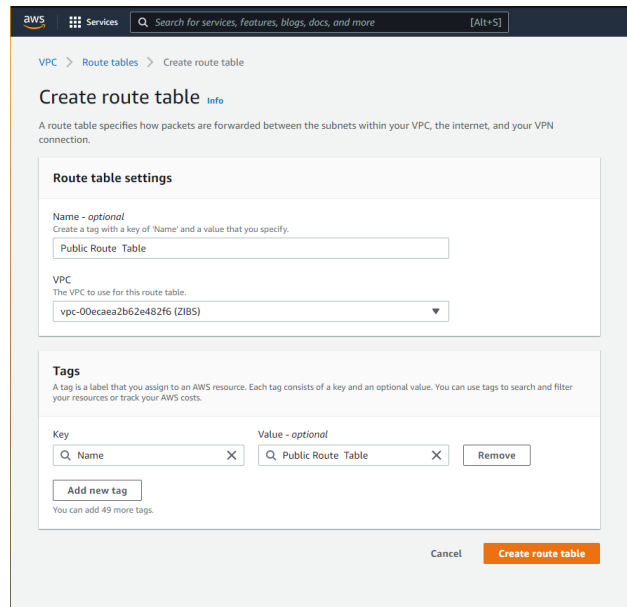 aws Services Search for services, features, blogs, docs, and more [Alt+S]
VPC > Route tables > Create route table
Create route table Info
A route table specifies how packets are forwarded between the subnets within your VPC, the internet, and your VPN
connection.
Route table settings
Name - optional
Create a tag with a key of 'Name' and a value that you specify.
Public Route Table
VPC
The VPC to use for this route table.
vpc-00ecaea2b62e482f6 (ZIBS)
Tags
A tag is a label that you assign to an AWS resource. Each tag consists of a key and an optional value. You can use tags to search and filter
your resources or track your AWS costs.
Key Value - optional
Name Public Route Table Remove
Add new tag
You can add 49 more tags.
Cancel Create route table